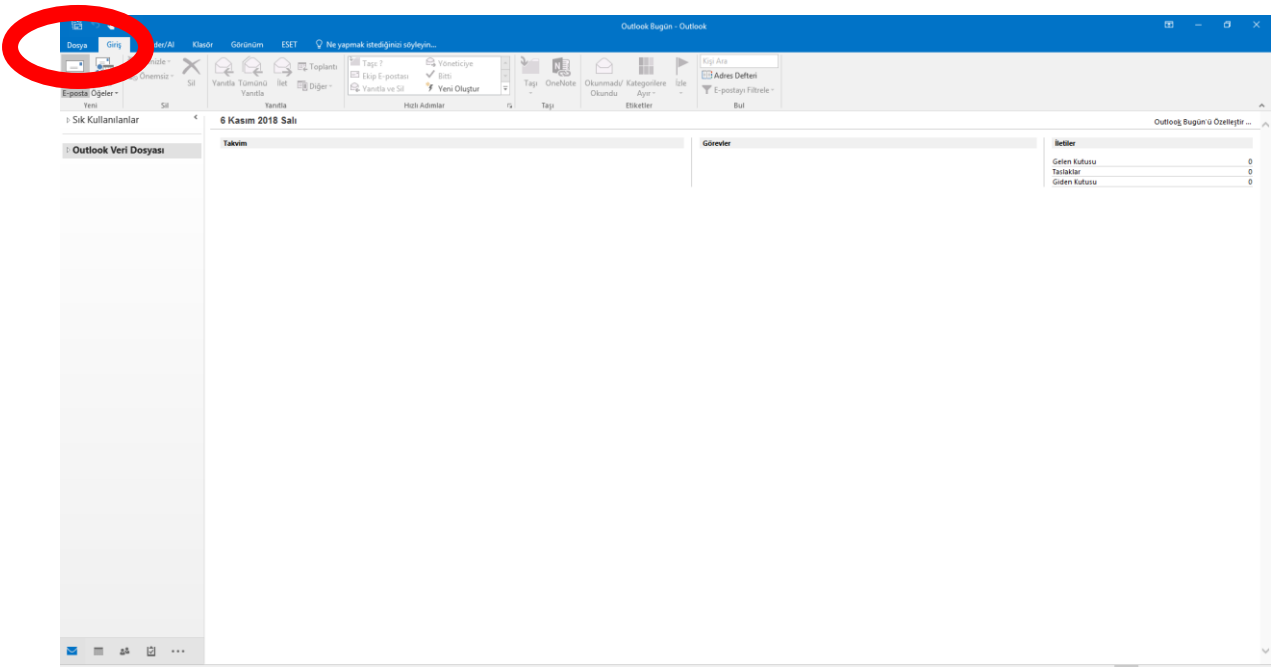 Outlook Bugün - Outlook
Dosya Giriş Klasör Görünüm ESET Ne yapmak istediğinizi söyleyin...
E-posta Öğeler
Önemsiz
Sil
Yanıtla Tümünü Yanıtla İlet
Toplantı
Diğer
Taşı ?
Ekip E-postası
Yanıtla ve Sil
Yöneticiye
Bitti
Yeni Oluştur
Taşı OneNote
Okunmadı/ Okundu
Kategorilere Ayır
İzle
Kişi Ara
Adres Defteri
E-postayı Filtrele
Yeni Sil Yanıtla Hızlı Adımlar Taşı Etiketler Bul
Sık Kullanılanlar
Outlook Veri Dosyası
6 Kasım 2018 Salı
Outlook Bugün'ü Özelleştir ...
Takvim Görevler İletiler
Gelen Kutusu 0
Taslaklar 0
Giden Kutusu 0